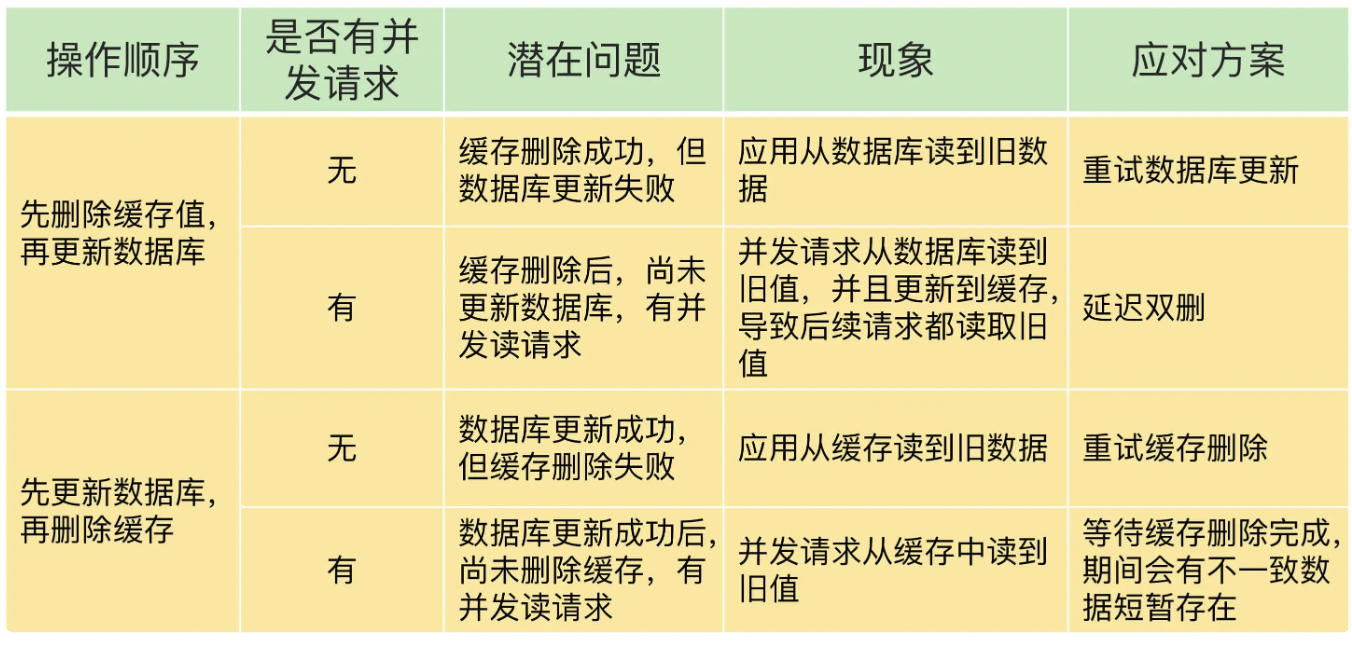 操作顺序
是否有并
发请求
潜在问题
现象
应对方案
先删除缓存值，
再更新数据库
无
缓存删除成功，但
数据库更新失败
应用从数据库读到旧数
据
重试数据库更新
有
缓存删除后，尚未
更新数据库，有并
发读请求
并发请求从数据库读到
旧值，并且更新到缓存，
导致后续请求都读取旧
值
延迟双删
先更新数据库，
再删除缓存
无
数据库更新成功，
但缓存删除失败
应用从缓存读到旧数据
重试缓存删除
有
数据库更新成功后，
尚未删除缓存，有
并发读请求
并发请求从缓存中读到
旧值
等待缓存删除完成，
期间会有不一致数
据短暂存在